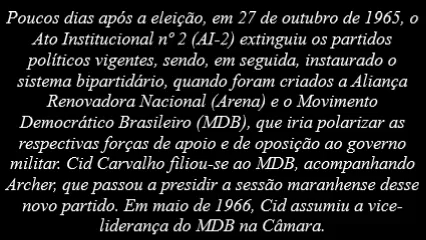 Poucos dias após a eleição, em 27 de outubro de 1965, o
Ato Institucional nº 2 (AI-2) extinguiu os partidos
políticos vigentes, sendo, em seguida, instaurado o
sistema bipartidário, quando foram criados a Aliança
Renovadora Nacional (Arena) e o Movimento
Democrático Brasileiro (MDB), que iria polarizar as
respectivas forças de apoio e de oposição ao governo
militar. Cid Carvalho filiou-se ao MDB, acompanhando
Archer, que passou a presidir a sessão maranhense desse
novo partido. Em maio de 1966, Cid assumiu a vice-
liderança do MDB na Câmara.